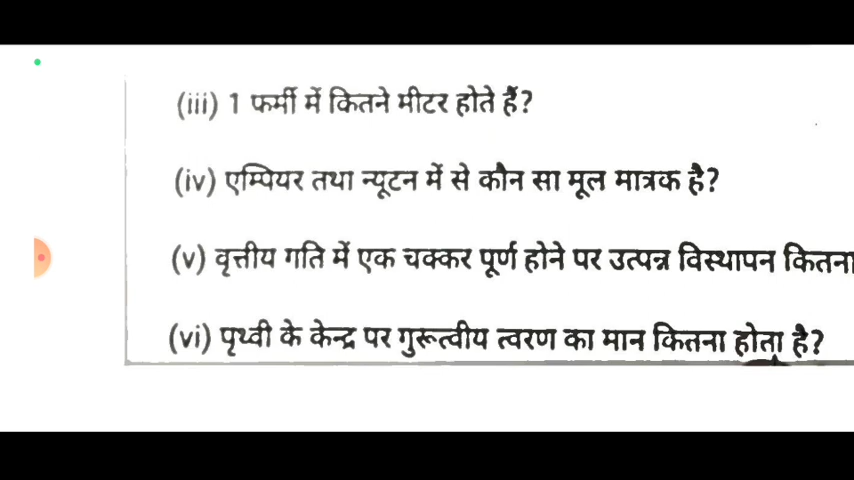 (iii) 1 फर्मी में कितने मीटर होते हैं?
(iv) एम्पियर तथा न्यूटन में से कौन सा मूल मात्रक है?
(v) वृत्तीय गति में एक चक्कर पूर्ण होने पर उत्पन्न विस्थापन कितना
(vi) पृथ्वी के केन्द्र पर गुरूत्वीय त्वरण का मान कितना होता है?